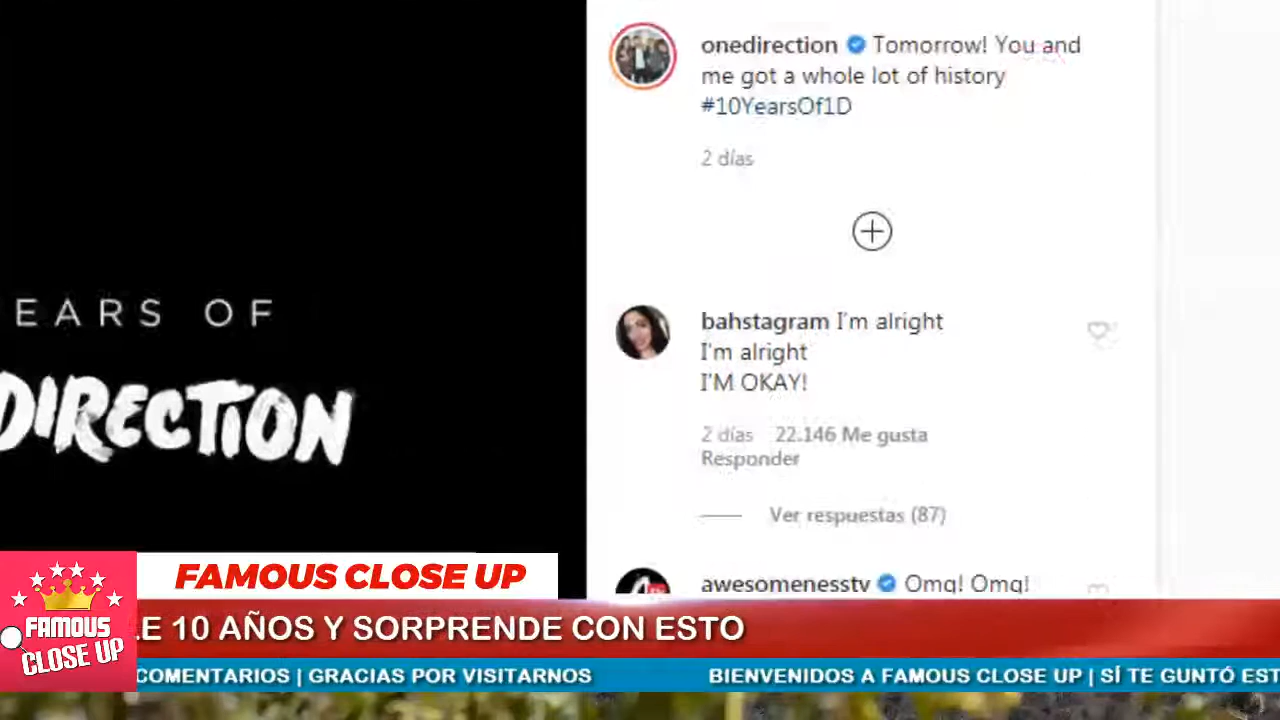 onedirection Tomorrow! You and
me got a whole lot of history
#10YearsOf1D
2 días
EARS OF
DIRECTION
bahstagram I'm alright
I'm alright
I'M OKAY!
2 días 22.146 Me gusta
Responder
Ver respuestas (87)
awesomenesstv Omg! Omg!
FAMOUS CLOSE UP
FAMOUS
CLOSE UP
LE 10 AÑOS Y SORPRENDE CON ESTO
COMENTARIOS | GRACIAS POR VISITARNOS BIENVENIDOS A FAMOUS CLOSE UP | SÍ TE GUNTÓ EST